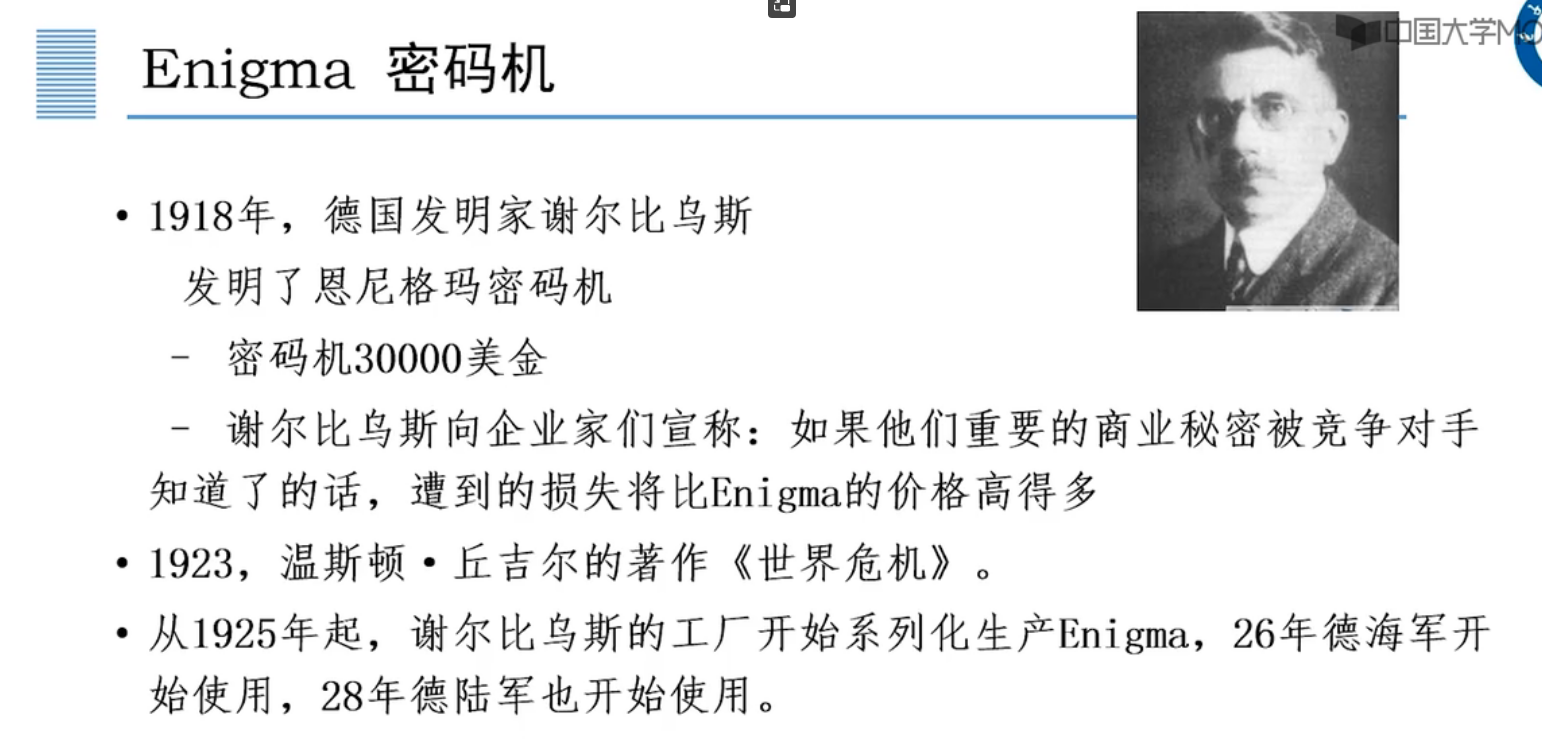 中国大学MO
Enigma 密码机
• 1918年，德国发明家谢尔比乌斯
发明了恩尼格玛密码机
– 密码机30000美金
– 谢尔比乌斯向企业家们宣称：如果他们重要的商业秘密被竞争对手
知道了的话，遭到的损失将比Enigma的价格高得多
• 1923，温斯顿•丘吉尔的著作《世界危机》。
• 从1925年起，谢尔比乌斯的工厂开始系列化生产Enigma，26年德海军开
始使用，28年德陆军也开始使用。